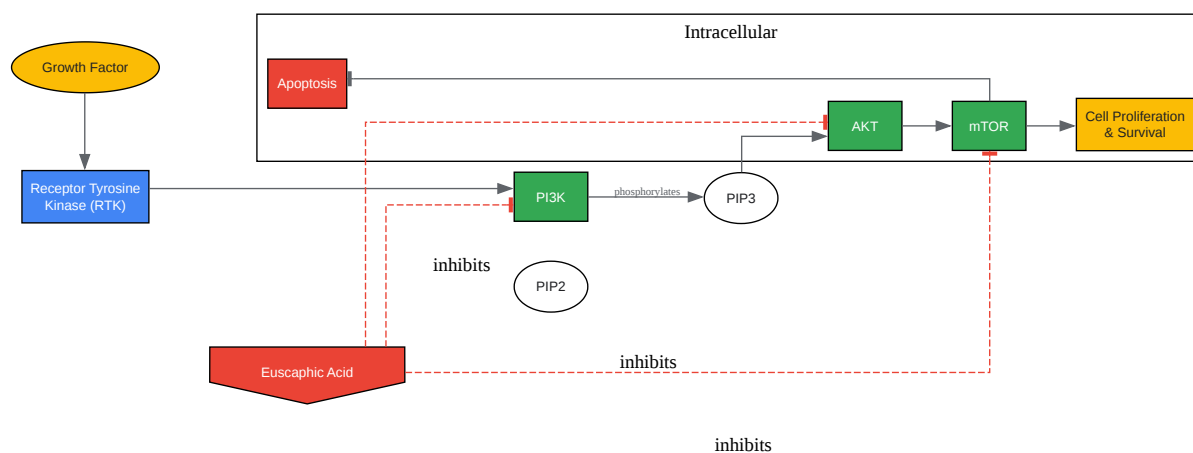 Intracellular
Growth Factor
Apoptosis
AKT
mTOR
Cell Proliferation
& Survival
Receptor Tyrosine
Kinase (RTK)
PI3K
phosphorylates
PIP3
inhibits
PIP2
Euscaphic Acid
inhibits
inhibits